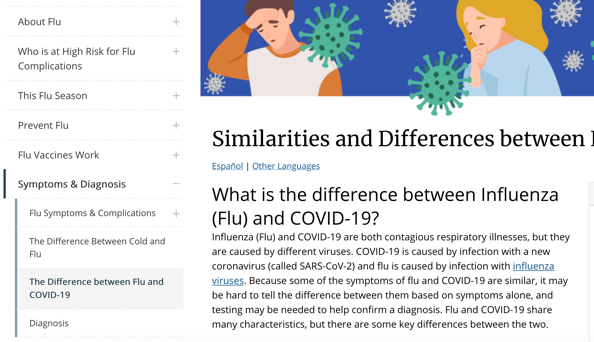 About Flu
Who is at High Risk for Flu
Complications
This Flu Season
Prevent Flu
Flu Vaccines Work
Symptoms & Diagnosis
Flu Symptoms & Complications
The Difference Between Cold and
Flu
The Difference between Flu and
COVID-19
Diagnosis
Similarities and Differences between
Español | Other Languages
What is the difference between Influenza
(Flu) and COVID-19?
Influenza (Flu) and COVID-19 are both contagious respiratory illnesses, but they
are caused by different viruses. COVID-19 is caused by infection with a new
coronavirus (called SARS-CoV-2) and flu is caused by infection with influenza
viruses. Because some of the symptoms of flu and COVID-19 are similar, it may
be hard to tell the difference between them based on symptoms alone, and
testing may be needed to help confirm a diagnosis. Flu and COVID-19 share
many characteristics, but there are some key differences between the two.